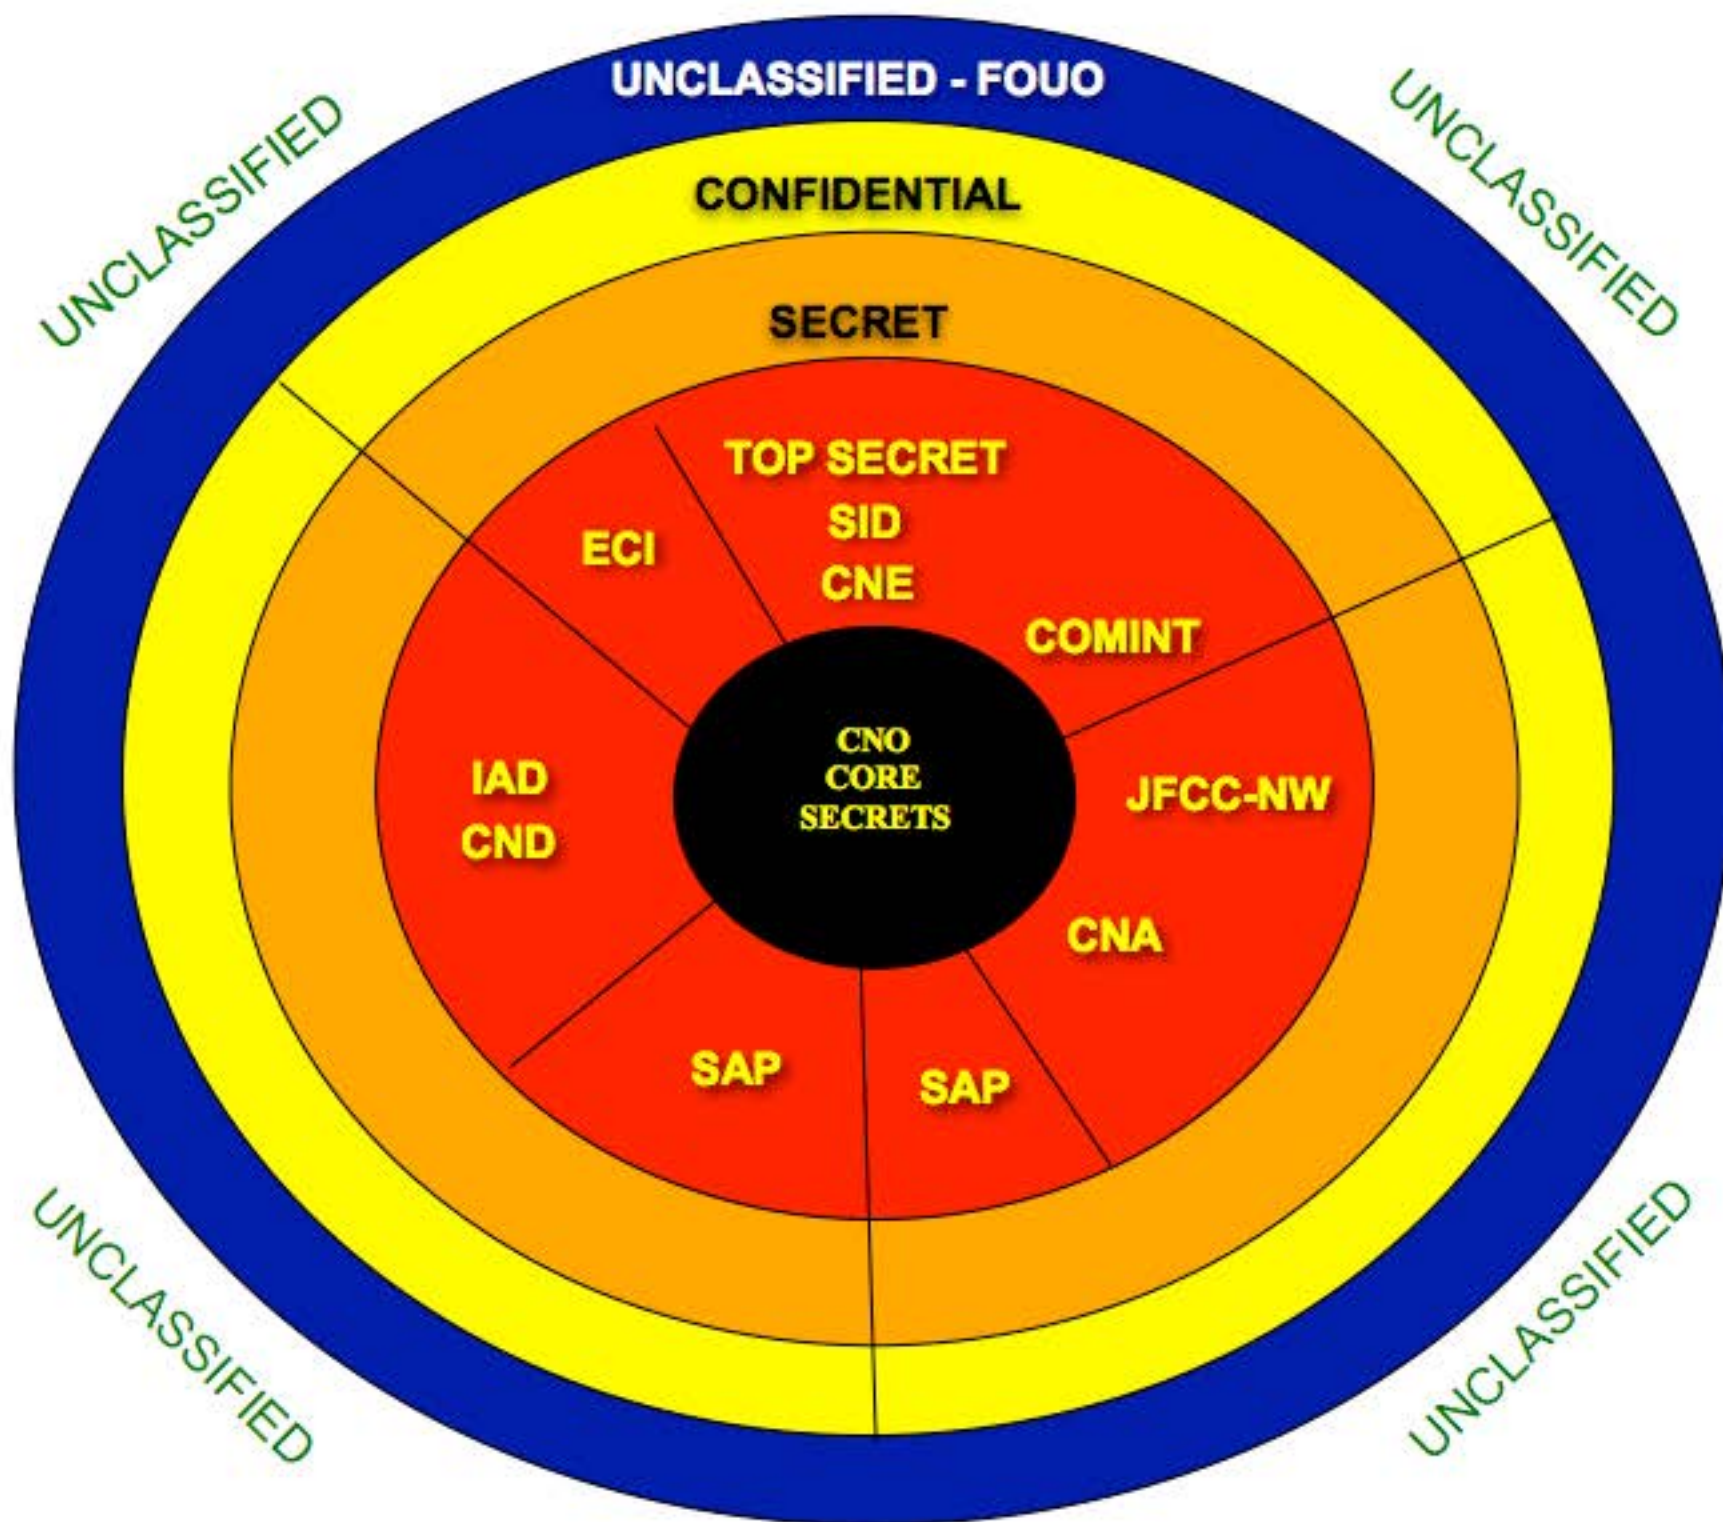 UNCLASSIFIED - FOUO
UNCLASSIFIED
UNCLASSIFIED
CONFIDENTIAL
SECRET
TOP SECRET
SID
ECI
CNE
COMINT
CNO
CORE
SECRETS
IAD
CND
JFCC-NW
CNA
SAP
SAP
UNCLASSIFIED
UNCLASSIFIED